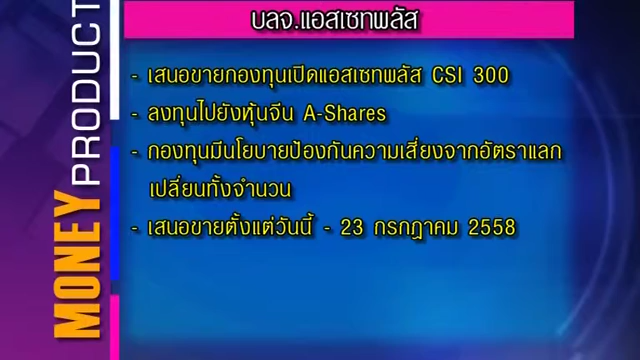 บลจ.แอสเซทพลัส
- เสนอขายกองทุนเปิดแอสเซทพลัส CSI 300
- ลงทุนไปยังหุ้นจีน A-Shares
- กองทุนมีนโยบายป้องกันความเสี่ยงจากอัตราแลก
เปลี่ยนทั้งจำนวน
- เสนอขายตั้งแต่วันนี้ - 23 กรกฎาคม 2558
MONEY
PRODUCT